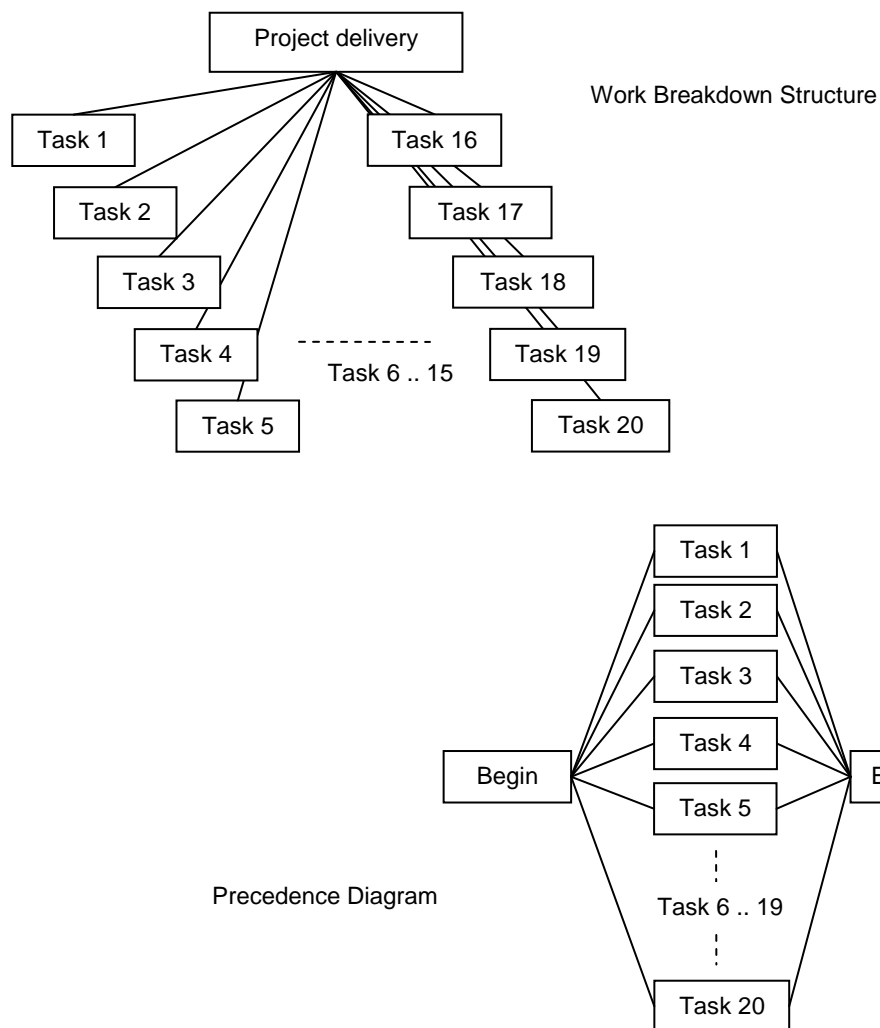 Project delivery
Work Breakdown Structure
Task 1
Task 16
Task 2
Task 17
Task 3
Task 18
Task 4
Task 19
Task 6 .. 15
Task 5
Task 20
Task 1
Task 2
Task 3
Task 4
Begin
Task 5
Precedence Diagram
Task 6 .. 19
Task 20